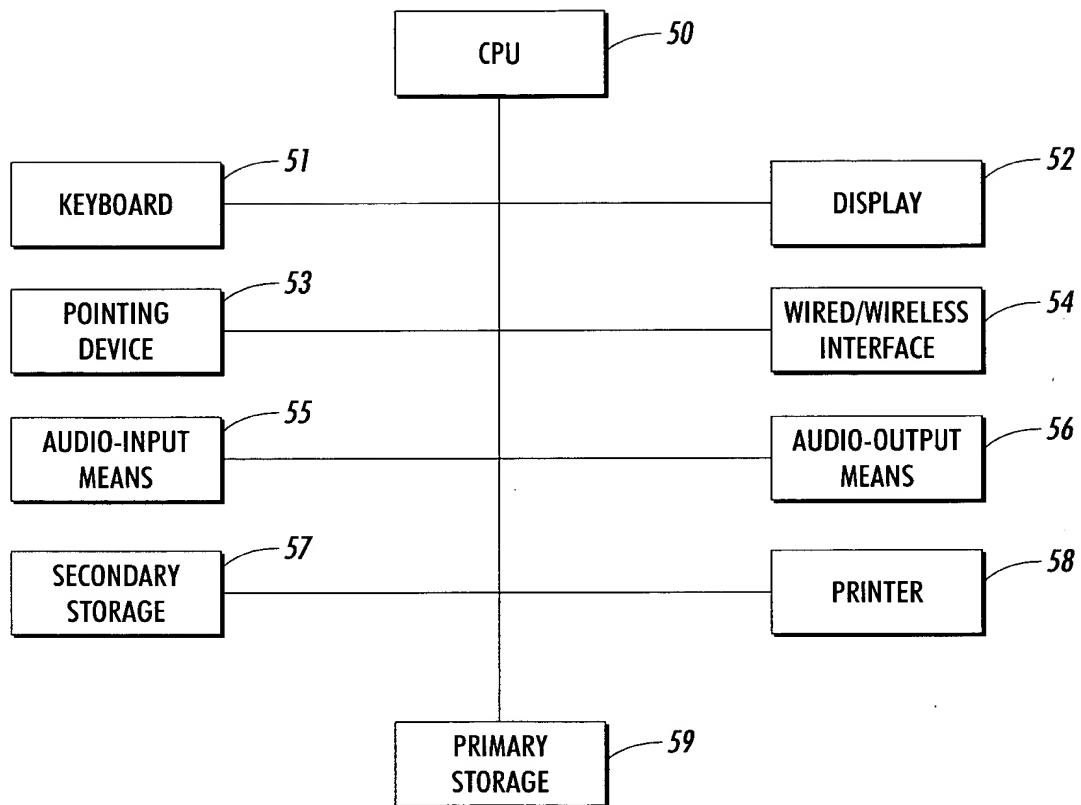 CPU
50
KEYBOARD
51
DISPLAY
52
POINTING
DEVICE
53
WIRED/WIRELESS
INTERFACE
54
AUDIO-INPUT
MEANS
55
AUDIO-OUTPUT
MEANS
56
SECONDARY
STORAGE
57
PRINTER
58
PRIMARY
STORAGE
59